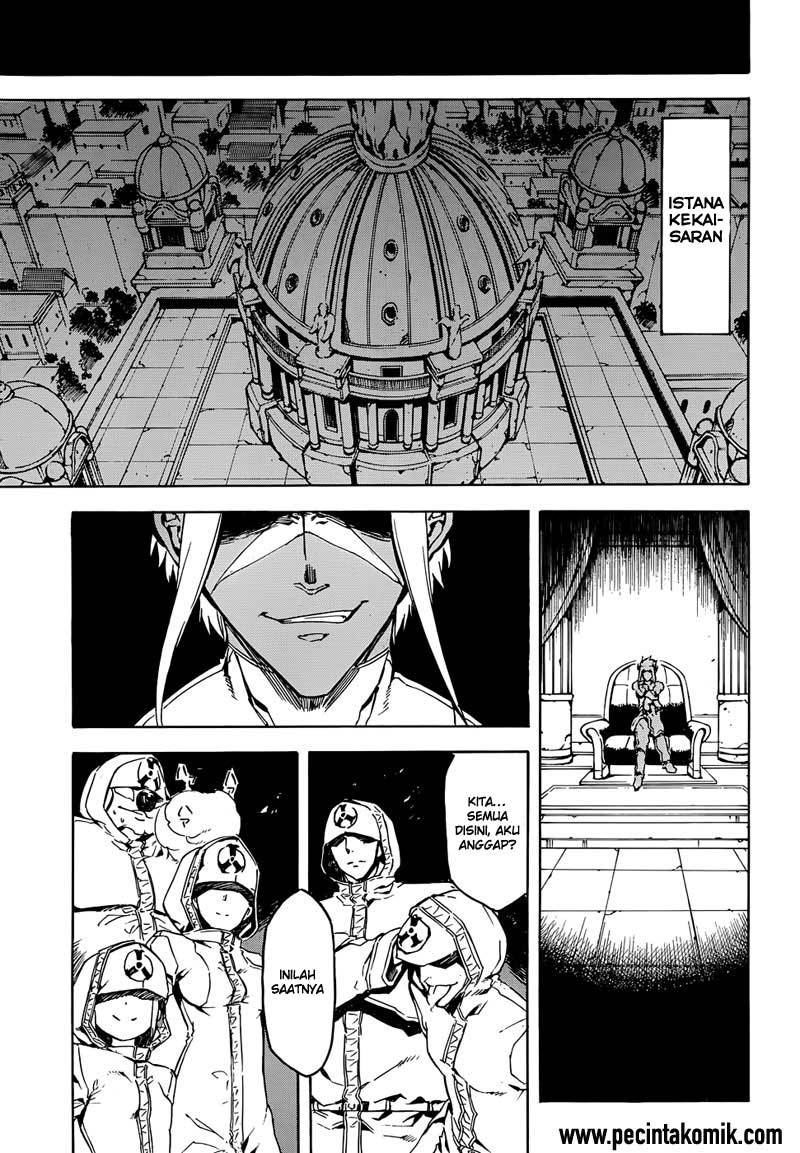 ISTANA
KEKAI-
SARAN
KITA...
SEMUA
DISINI, AKU
ANGGAP?
INILAH
SAATNYA
www.pecintakomik.com